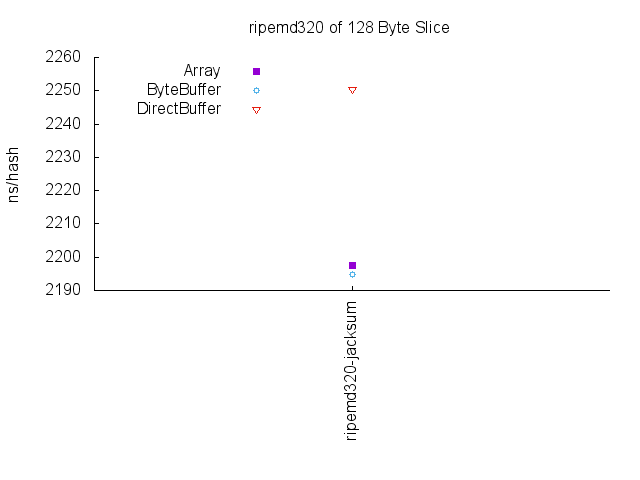 ripemd320 of 128 Byte Slice
ns/hash
2260
2250
2240
2230
2220
2210
2200
2190
Array
ByteBuffer
DirectBuffer
ripemd320-jacksum